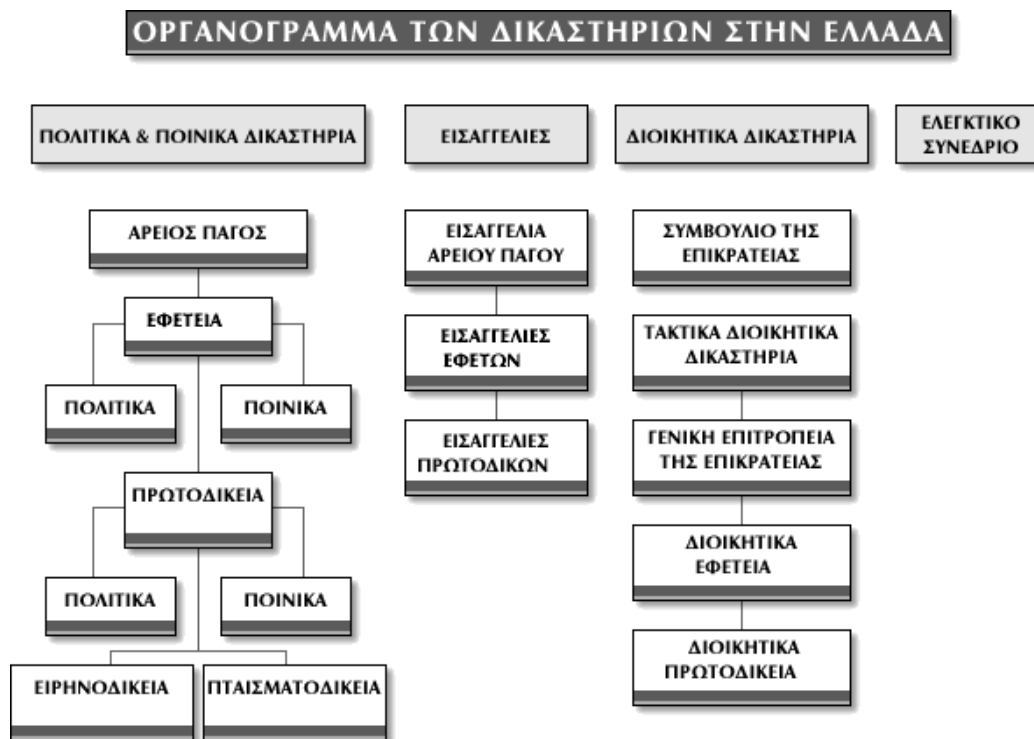 ΟΡΓΑΝΟΓΡΑΜΜΑ ΤΩΝ ΔΙΚΑΣΤΗΡΙΩΝ ΣΤΗΝ ΕΛΛΑΔΑ
ΠΟΛΙΤΙΚΑ & ΠΟΙΝΙΚΑ ΔΙΚΑΣΤΗΡΙΑ
ΑΡΕΙΟΣ ΠΑΓΟΣ
ΕΦΕΤΕΙΑ
ΠΟΛΙΤΙΚΑ
ΠΟΙΝΙΚΑ
ΠΡΩΤΟΔΙΚΕΙΑ
ΠΟΛΙΤΙΚΑ
ΠΟΙΝΙΚΑ
ΕΙΡΗΝΟΔΙΚΕΙΑ
ΠΤΑΙΣΜΑΤΟΔΙΚΕΙΑ
ΕΙΣΑΓΓΕΛΙΕΣ
ΕΙΣΑΓΓΕΛΙΑ
ΑΡΕΙΟΥ ΠΑΓΟΥ
ΕΙΣΑΓΓΕΛΙΕΣ
ΕΦΕΤΩΝ
ΕΙΣΑΓΓΕΛΙΕΣ
ΠΡΩΤΟΔΙΚΩΝ
ΔΙΟΙΚΗΤΙΚΑ ΔΙΚΑΣΤΗΡΙΑ
ΣΥΜΒΟΥΛΙΟ ΤΗΣ
ΕΠΙΚΡΑΤΕΙΑΣ
ΤΑΚΤΙΚΑ ΔΙΟΙΚΗΤΙΚΑ
ΔΙΚΑΣΤΗΡΙΑ
ΓΕΝΙΚΗ ΕΠΙΤΡΟΠΕΙΑ
ΤΗΣ ΕΠΙΚΡΑΤΕΙΑΣ
ΔΙΟΙΚΗΤΙΚΑ
ΕΦΕΤΕΙΑ
ΔΙΟΙΚΗΤΙΚΑ
ΠΡΩΤΟΔΙΚΕΙΑ
ΕΛΕΓΚΤΙΚΟ
ΣΥΝΕΔΡΙΟ